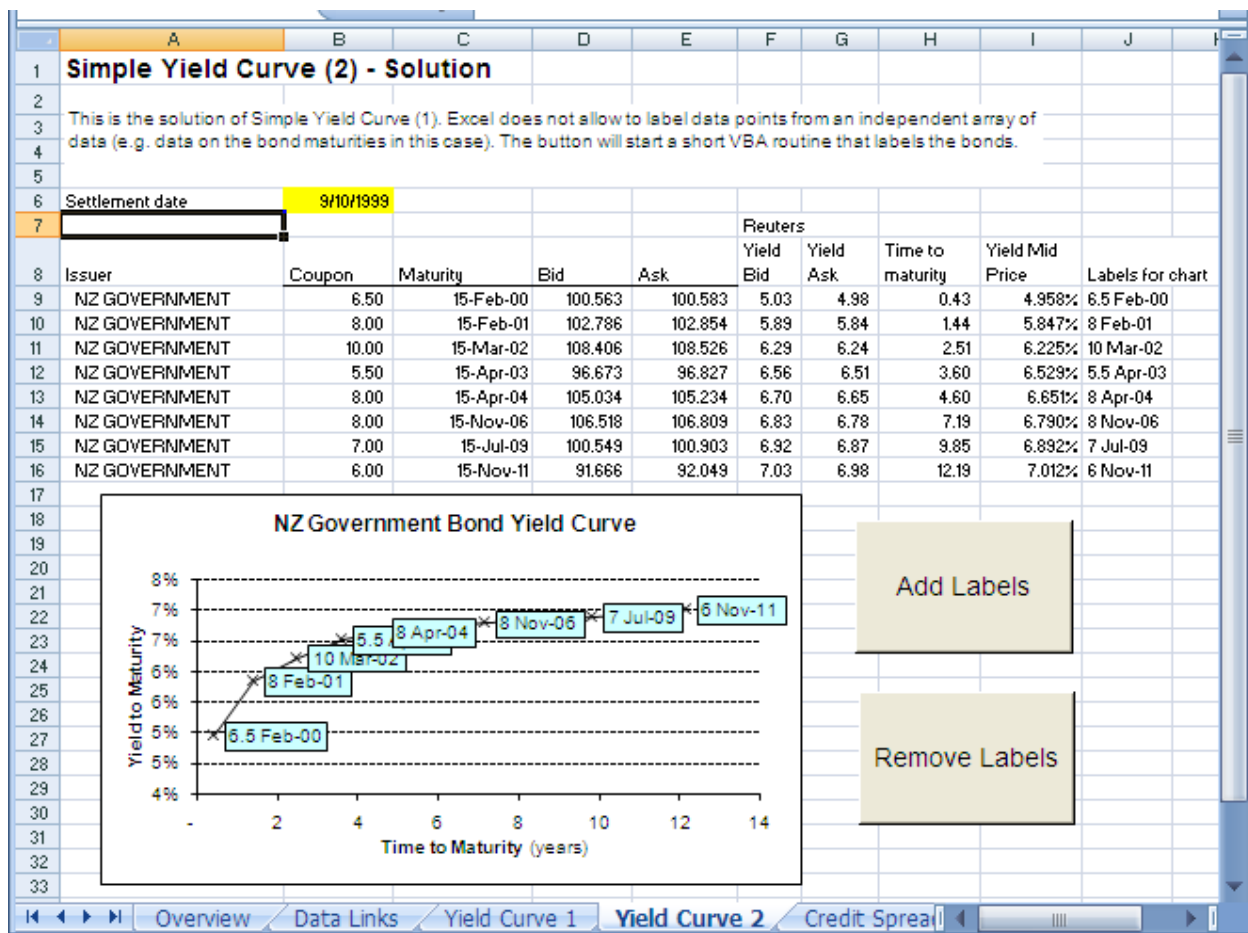 A B C D E F G H I J
1 Simple Yield Curve (2) - Solution
2
3 This is the solution of Simple Yield Curve (1). Excel does not allow to label data points from an independent array of
4 data (e.g. data on the bond maturities in this case). The button will start a short VBA routine that labels the bonds.
5
6 Settlement date 9/10/1999
7 Reuters
Yield Yield Time to Yield Mid
8 Issuer Coupon Maturity Bid Ask Bid Ask maturity Price Labels for chart
9 NZ GOVERNMENT 6.50 15-Feb-00 100.563 100.583 5.03 4.98 0.43 4.958% 6.5 Feb-00
10 NZ GOVERNMENT 8.00 15-Feb-01 102.786 102.854 5.89 5.84 1.44 5.847% 8 Feb-01
11 NZ GOVERNMENT 10.00 15-Mar-02 108.406 108.526 6.29 6.24 2.51 6.225% 10 Mar-02
12 NZ GOVERNMENT 5.50 15-Apr-03 96.673 96.827 6.56 6.51 3.60 6.529% 5.5 Apr-03
13 NZ GOVERNMENT 8.00 15-Apr-04 105.034 105.234 6.70 6.65 4.60 6.651% 8 Apr-04
14 NZ GOVERNMENT 8.00 15-Nov-06 106.518 106.809 6.83 6.78 7.19 6.790% 8 Nov-06
15 NZ GOVERNMENT 7.00 15-Jul-09 100.549 100.903 6.92 6.87 9.85 6.892% 7 Jul-09
16 NZ GOVERNMENT 6.00 15-Nov-11 91.666 92.049 7.03 6.98 12.19 7.012% 6 Nov-11
17
18
19
20
21
22
23
24
25
26
27
28
29
30
31
32
33
NZ Government Bond Yield Curve
Yield to Maturity
8%
7%
7%
6%
6%
5%
5%
4%
6.5 Feb-00
8 Feb-01
10 Mar-02
5.5
8 Apr-04
8 Nov-06
7 Jul-09
6 Nov-11
- 2 4 6 8 10 12 14
Time to Maturity (years)
Add Labels
Remove Labels
Overview Data Links Yield Curve 1 Yield Curve 2 Credit Spread